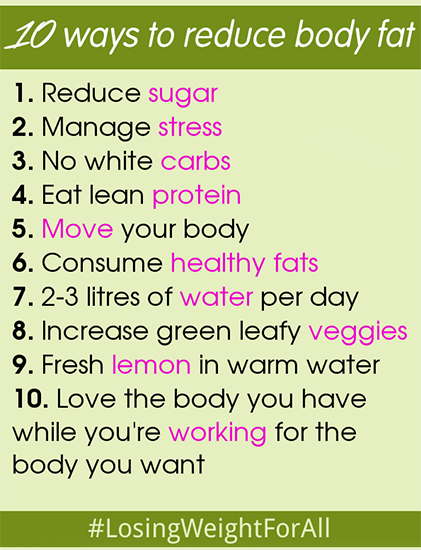 10 ways to reduce body fat
1. Reduce sugar
2. Manage stress
3. No white carbs
4. Eat lean protein
5. Move your body
6. Consume healthy fats
7. 2-3 litres of water per day
8. Increase green leafy veggies
9. Fresh lemon in warm water
10. Love the body you have
while you're working for the
body you want
#LosingWeightForAll